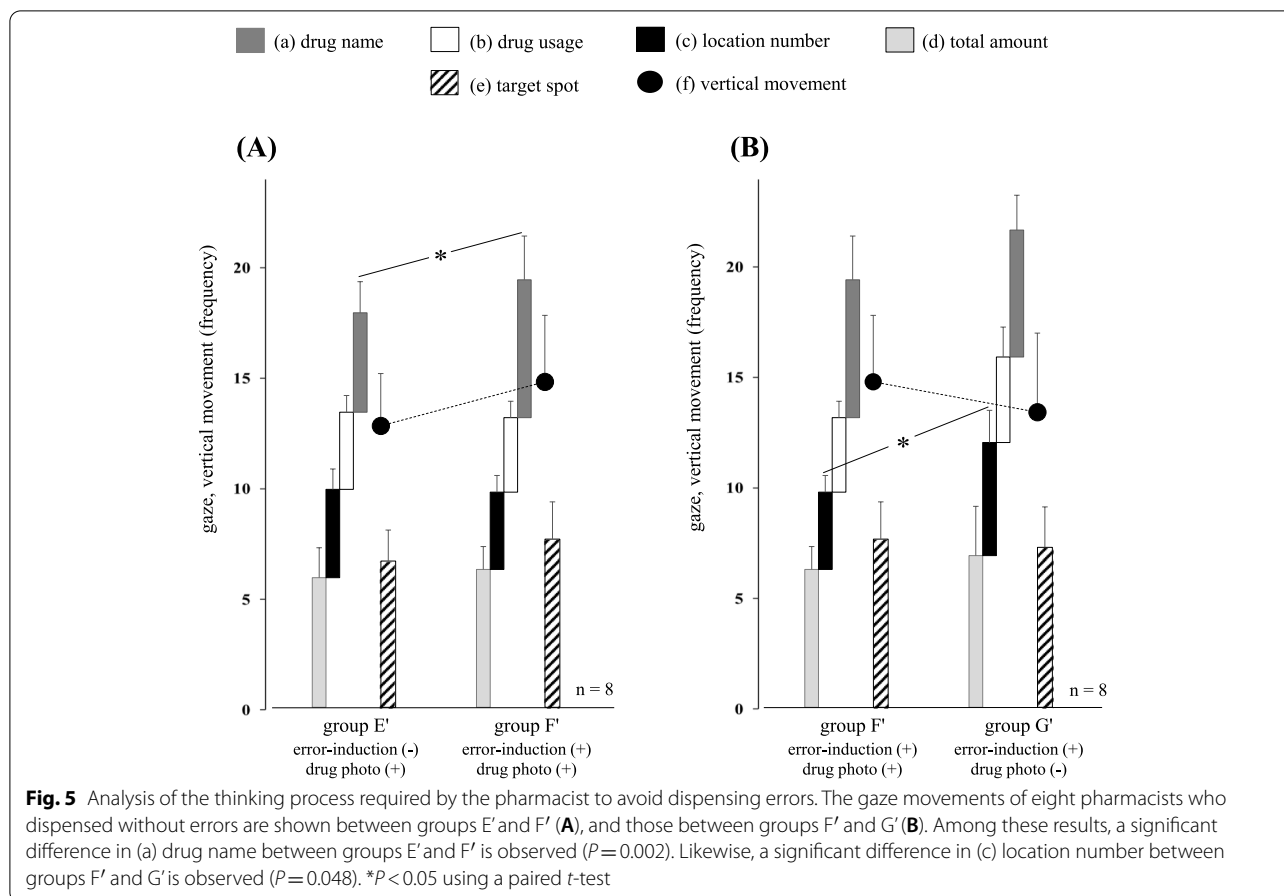 (a) drug name (b) drug usage (c) location number (d) total amount
(e) target spot (f) vertical movement
(A) (B)
gaze, vertical movement (frequency)
20
15
10
5
0
*
n = 8
group E' group F'
error-induction (-) error-induction (+)
drug photo (+) drug photo (+)
gaze, vertical movement (frequency)
20
15
10
5
0
*
n = 8
group F' group G'
error-induction (+) error-induction (+)
drug photo (+) drug photo (-)
Fig. 5 Analysis of the thinking process required by the pharmacist to avoid dispensing errors. The gaze movements of eight pharmacists who
dispensed without errors are shown between groups E' and F' (A), and those between groups F' and G' (B). Among these results, a significant
difference in (a) drug name between groups E' and F' is observed (P = 0.002). Likewise, a significant difference in (c) location number between
groups F' and G' is observed (P = 0.048). *P < 0.05 using a paired t-test